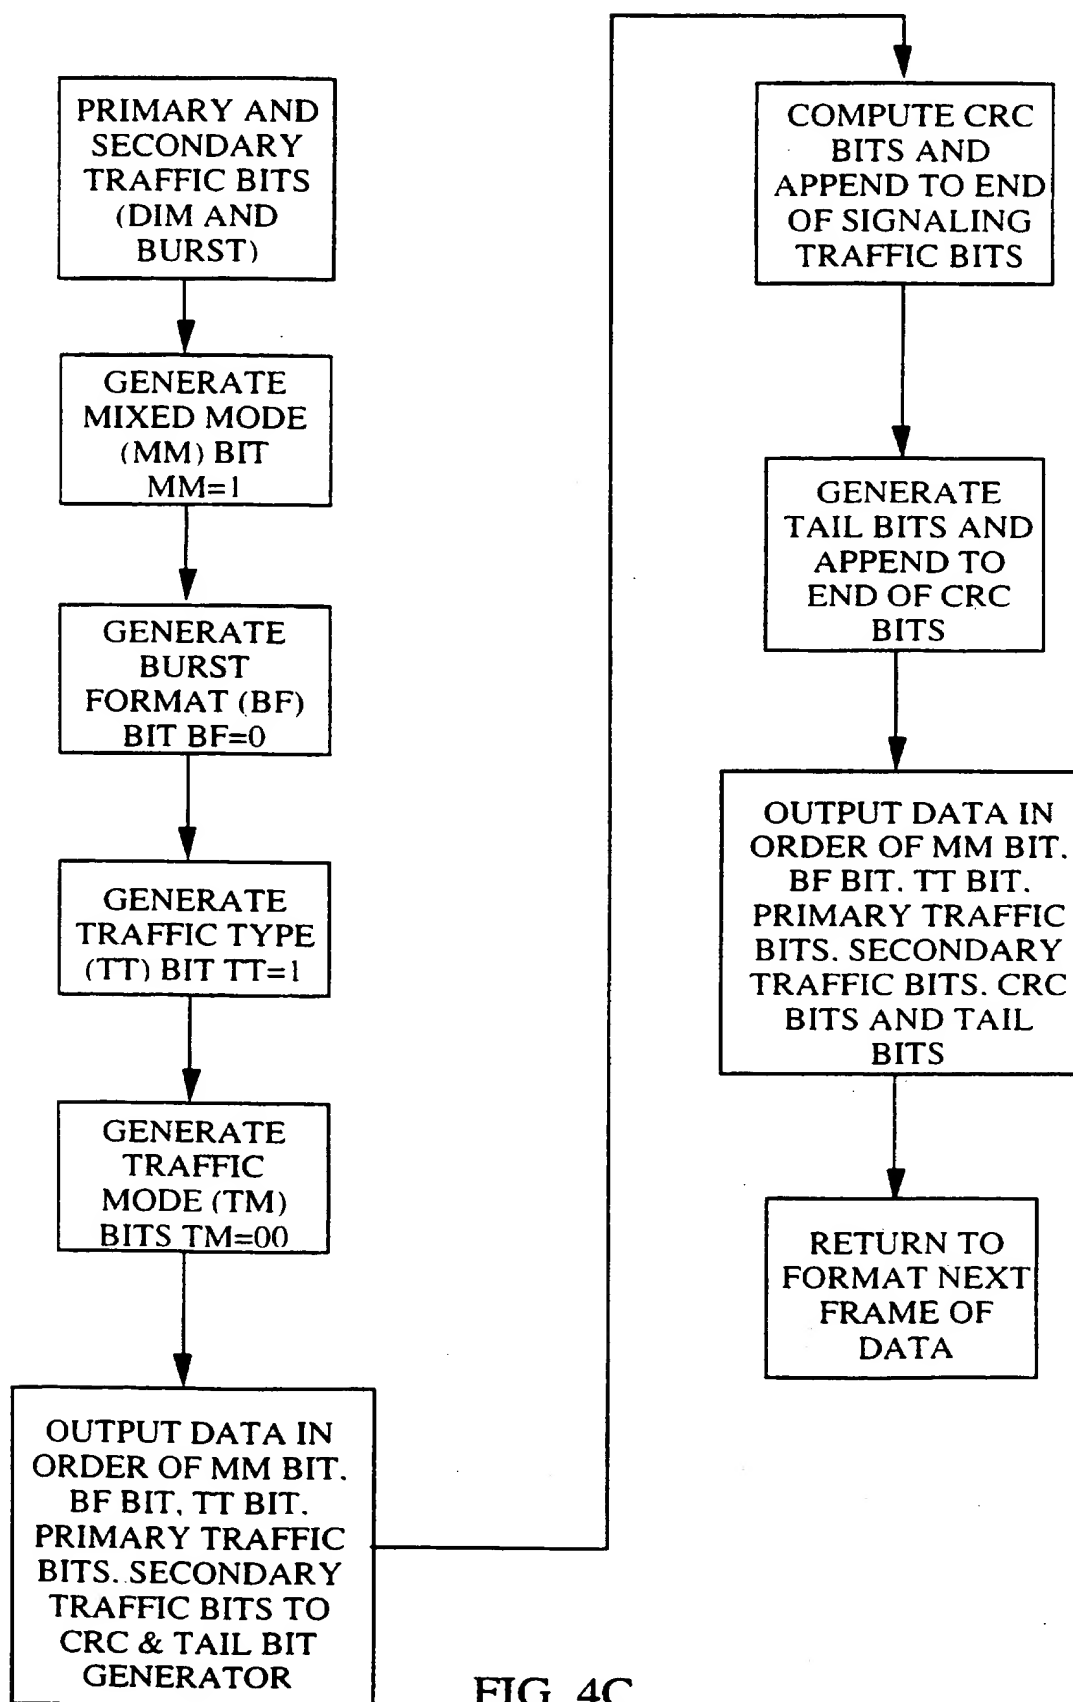 PRIMARY AND
SECONDARY
TRAFFIC BITS
(DIM AND
BURST)
GENERATE
MIXED MODE
(MM) BIT
MM=1
GENERATE
BURST
FORMAT (BF)
BIT BF=0
GENERATE
TRAFFIC TYPE
(TT) BIT TT=1
GENERATE
TRAFFIC
MODE (TM)
BITS TM=00
OUTPUT DATA IN
ORDER OF MM BIT.
BF BIT, TT BIT.
PRIMARY TRAFFIC
BITS. SECONDARY
TRAFFIC BITS TO
CRC & TAIL BIT
GENERATOR
COMPUTE CRC
BITS AND
APPEND TO END
OF SIGNALING
TRAFFIC BITS
GENERATE
TAIL BITS AND
APPEND TO
END OF CRC
BITS
OUTPUT DATA IN
ORDER OF MM BIT.
BF BIT. TT BIT.
PRIMARY TRAFFIC
BITS. SECONDARY
TRAFFIC BITS. CRC
BITS AND TAIL
BITS
RETURN TO
FORMAT NEXT
FRAME OF
DATA
FIG. 4C